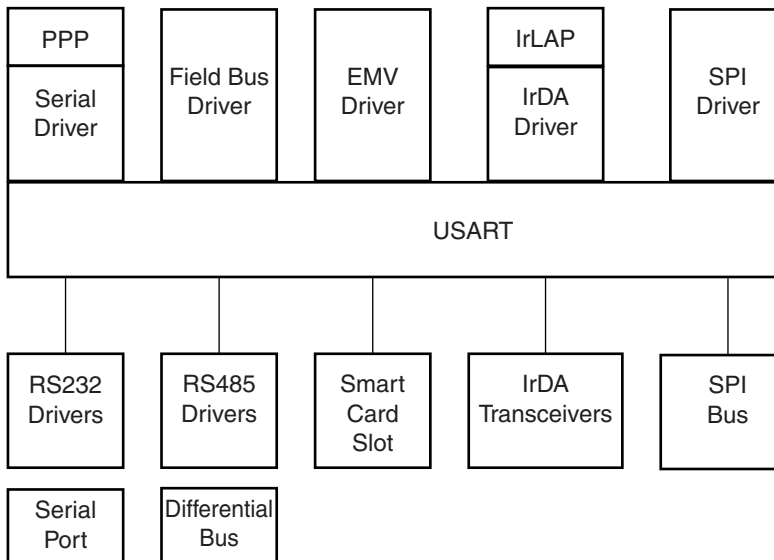 PPP
Serial
Driver
Field Bus
Driver
EMV
Driver
IrLAP
IrDA
Driver
SPI
Driver
USART
RS232
Drivers
RS485
Drivers
Smart
Card
Slot
IrDA
Transceivers
SPI
Bus
Serial
Port
Differential
Bus